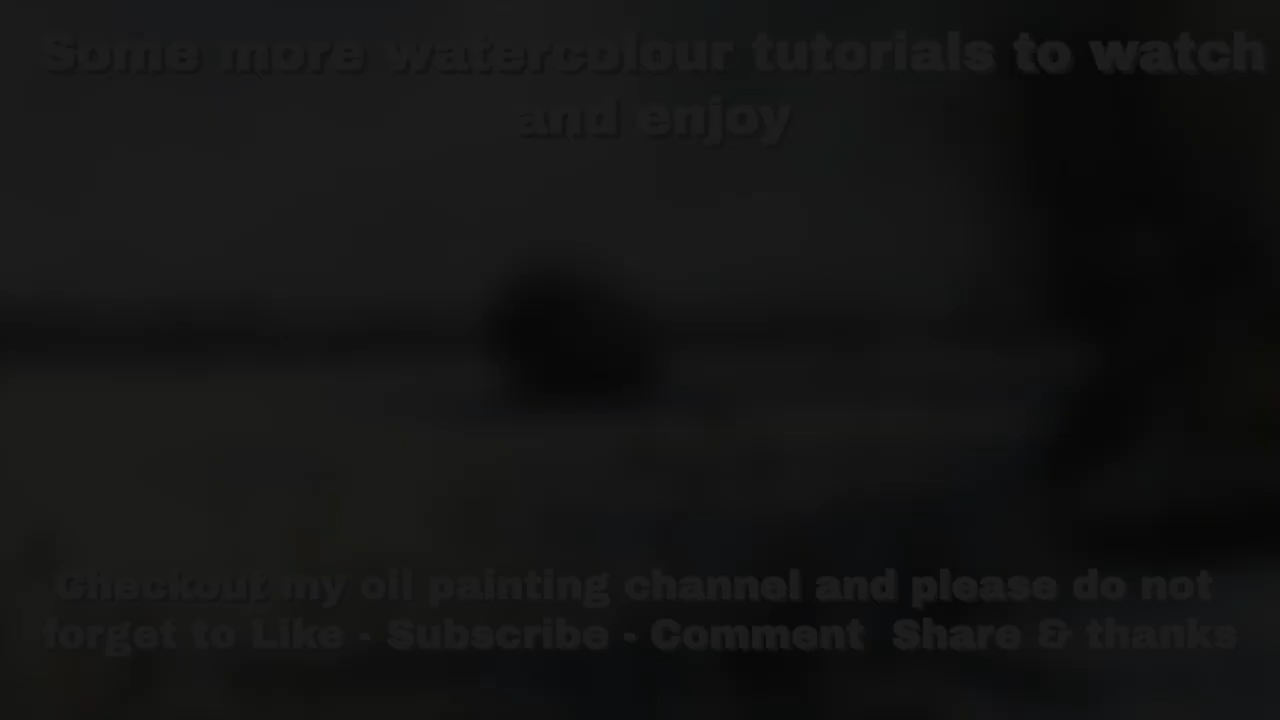 Some more watercolour tutorials to watch
and enjoy
Checkout my oil painting channel and please do not
forget to Like - Subscribe - Comment  Share & thanks